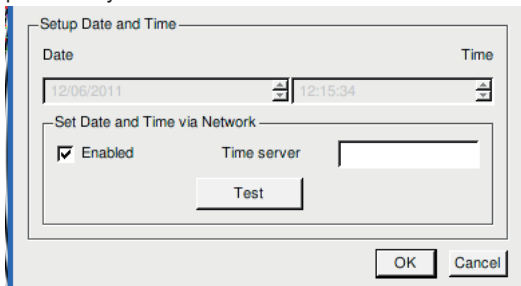 Setup Date and Time
Date Time
12/06/2011 12:15:34
Set Date and Time via Network
Enabled Time server
Test
OK Cancel